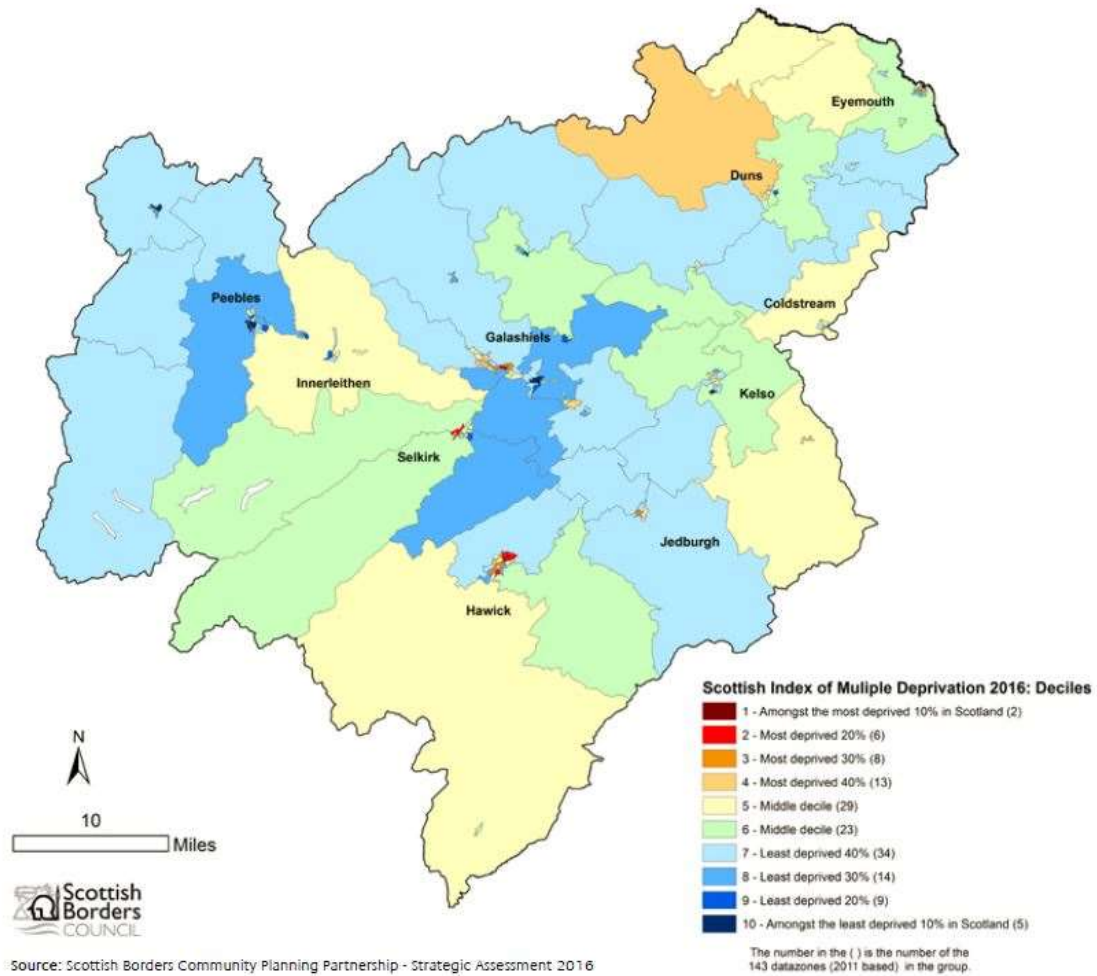 Eyemouth
Duns
Peebles
Coldstream
Galashiels
Innerleithen
Kelso
Selkirk
Jedburgh
Hawick
Scottish Index of Muliple Deprivation 2016: Deciles
1 - Amongst the most deprived 10% in Scotland (2)
2 - Most deprived 20% (6)
3 - Most deprived 30% (8)
4 - Most deprived 40% (13)
5 - Middle decile (29)
6 - Middle decile (23)
7 - Least deprived 40% (34)
8 - Least deprived 30% (14)
9 - Least deprived 20% (9)
10 - Amongst the least deprived 10% in Scotland (5)
The number in the ( ) is the number of the
143 datazones (2011 based) in the group.
N
10
Miles
Scottish
Borders
COUNCIL
Source: Scottish Borders Community Planning Partnership - Strategic Assessment 2016